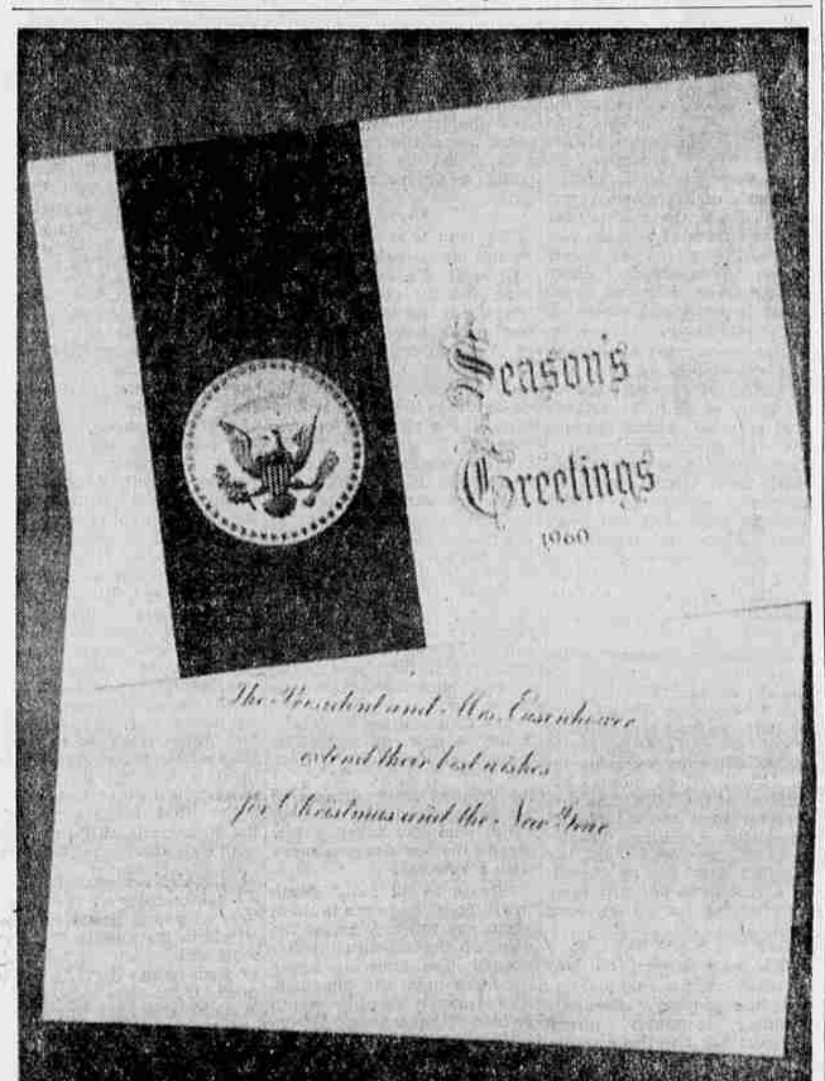 Season's
Greetings
1960
The President and Mrs. Eisenhower
extend their best wishes
for Christmas and the New Year